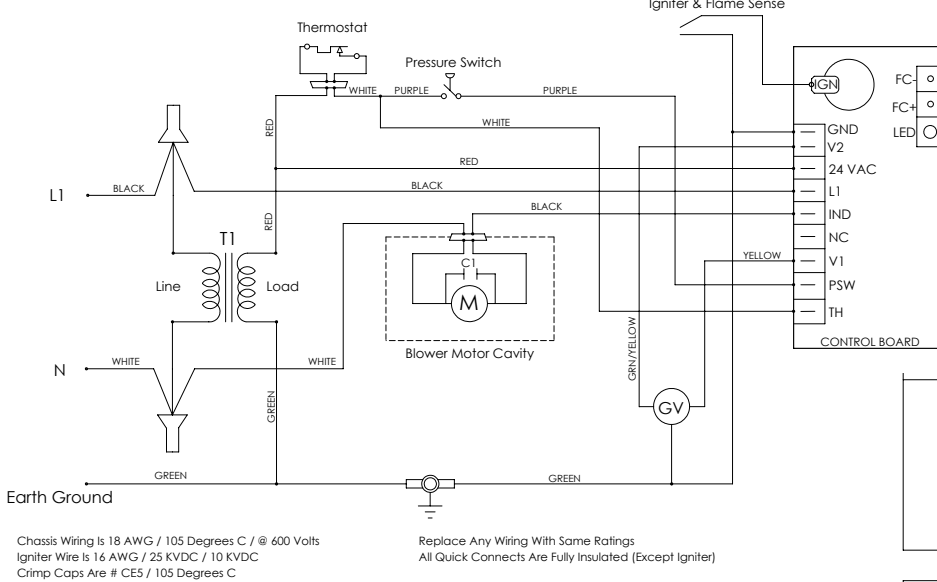 Igniter & Flame Sense
Thermostat
Pressure Switch
WHITE
PURPLE
PURPLE
IGN
FC-
FC+
LED
RED
WHITE
GND
V2
RED
24 VAC
L1
BLACK
BLACK
L1
BLACK
IND
RED
T1
NC
C1
YELLOW
V1
Line
Load
M
PSW
TH
GRN/YELLOW
CONTROL BOARD
Blower Motor Cavity
N
WHITE
WHITE
GREEN
GV
GREEN
GREEN
Earth Ground
Chassis Wiring Is 18 AWG / 105 Degrees C / @ 600 Volts
Igniter Wire Is 16 AWG / 25 KVDC / 10 KVDC
Crimp Caps Are # CE5 / 105 Degrees C
Replace Any Wiring With Same Ratings
All Quick Connects Are Fully Insulated (Except Igniter)